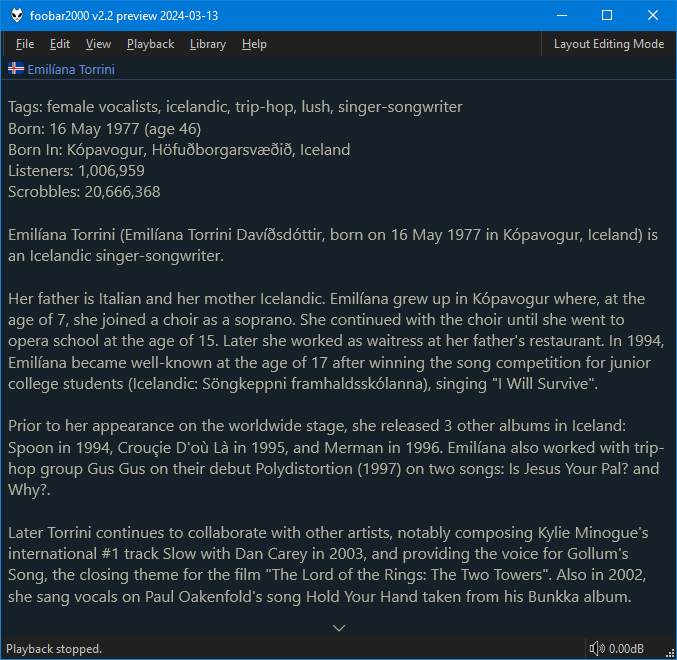 foobar2000 v2.2 preview 2024-03-13
File Edit View Playback Library Help Layout Editing Mode
Emilíana Torrini
Tags: female vocalists, icelandic, trip-hop, lush, singer-songwriter
Born: 16 May 1977 (age 46)
Born In: Kópavogur, Höfuðborgarsvæðið, Iceland
Listeners: 1,006,959
Scrobbles: 20,666,368
Emilíana Torrini (Emilíana Torrini Davíðsdóttir, born on 16 May 1977 in Kópavogur, Iceland) is
an Icelandic singer-songwriter.
Her father is Italian and her mother Icelandic. Emilíana grew up in Kópavogur where, at the
age of 7, she joined a choir as a soprano. She continued with the choir until she went to
opera school at the age of 15. Later she worked as waitress at her father's restaurant. In 1994,
Emilíana became well-known at the age of 17 after winning the song competition for junior
college students (Icelandic: Söngkeppni framhaldsskólanna), singing "I Will Survive".
Prior to her appearance on the worldwide stage, she released 3 other albums in Iceland:
Spoon in 1994, Crouçie D'où Là in 1995, and Merman in 1996. Emilíana also worked with trip-
hop group Gus Gus on their debut Polydistortion (1997) on two songs: Is Jesus Your Pal? and
Why?.
Later Torrini continues to collaborate with other artists, notably composing Kylie Minogue's
international #1 track Slow with Dan Carey in 2003, and providing the voice for Gollum's
Song, the closing theme for the film "The Lord of the Rings: The Two Towers". Also in 2002,
she sang vocals on Paul Oakenfold's song Hold Your Hand taken from his Bunkka album.
Playback stopped. 0.00dB